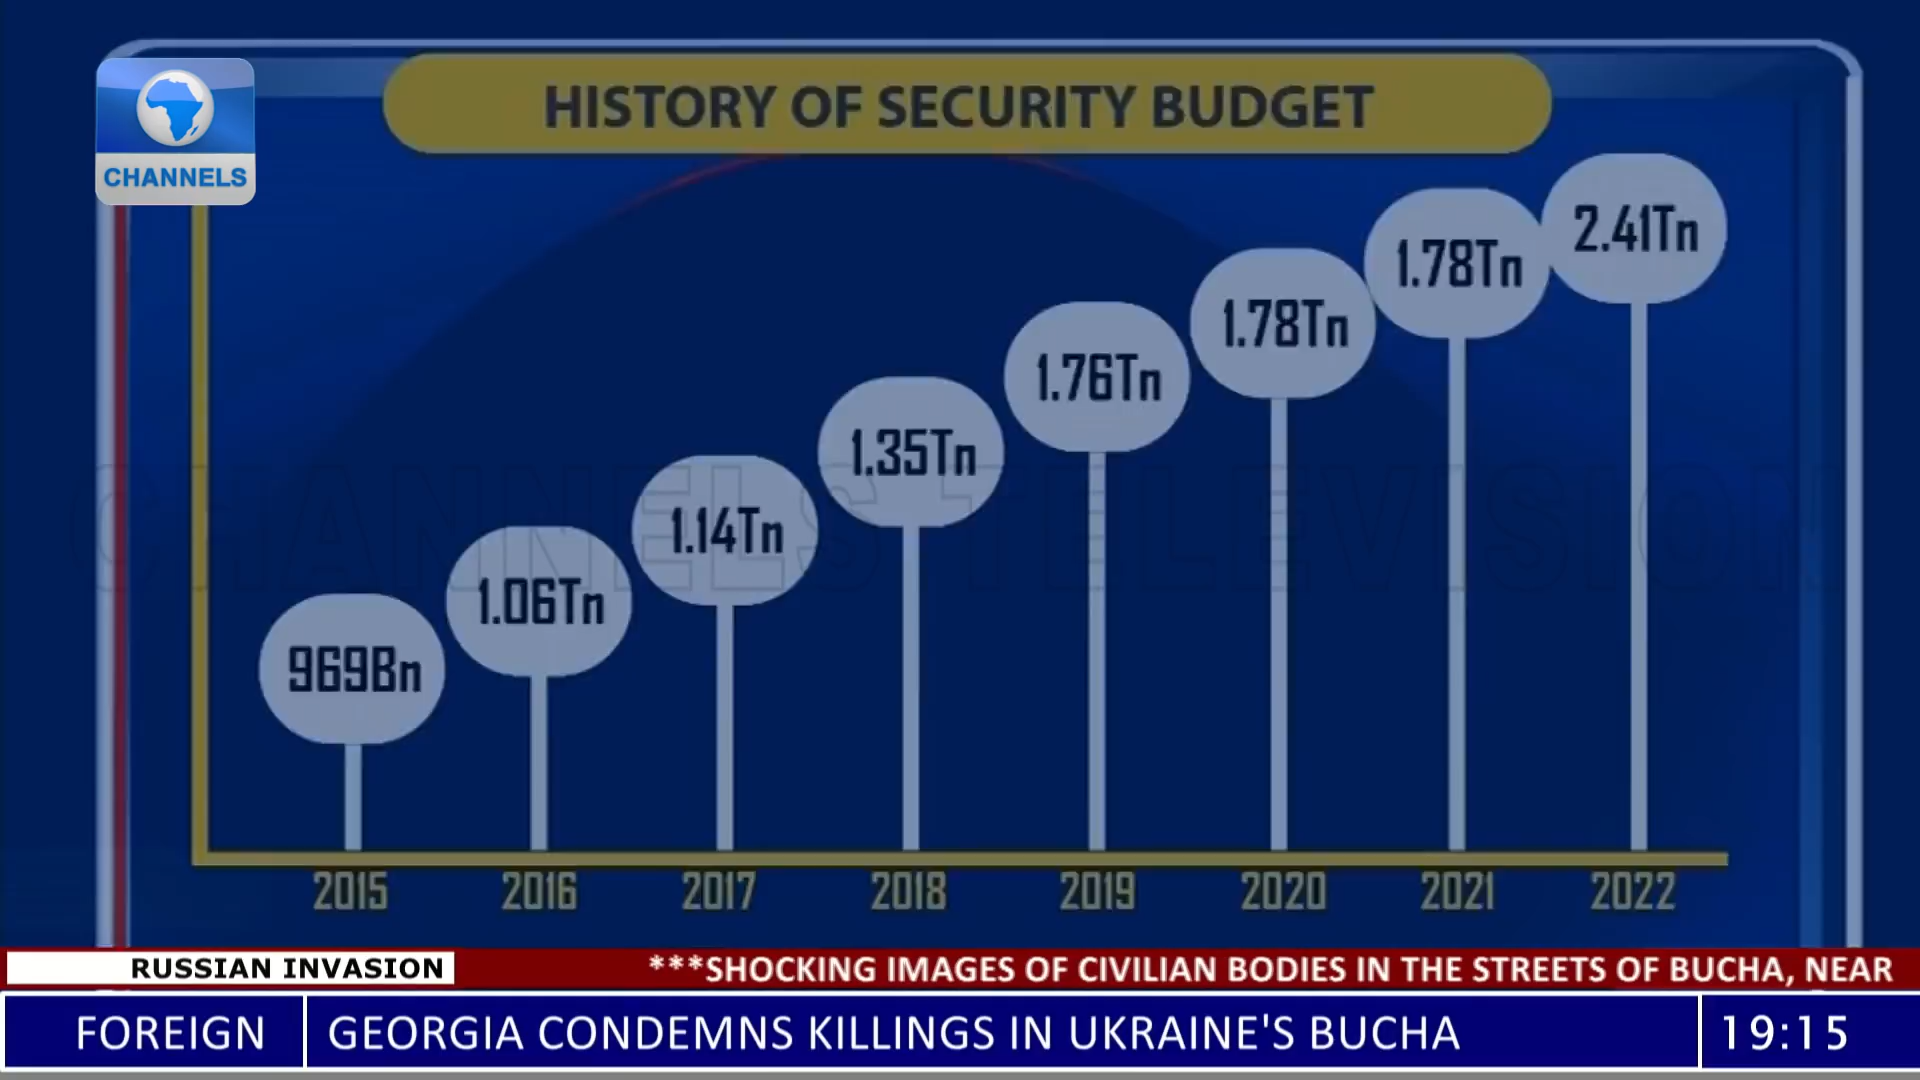 HISTORY OF SECURITY BUDGET
CHANNELS
2.41Tn
1.78Tn
1.78Tn
1.76Tn
1.35Tn
1.14Tn
1.06Tn
969Bn
CHANNELS TELEVISION
2015 2016 2017 2018 2019 2020 2021 2022
RUSSIAN INVASION ***SHOCKING IMAGES OF CIVILIAN BODIES IN THE STREETS OF BUCHA, NEAR
FOREIGN GEORGIA CONDEMNS KILLINGS IN UKRAINE'S BUCHA 19:15